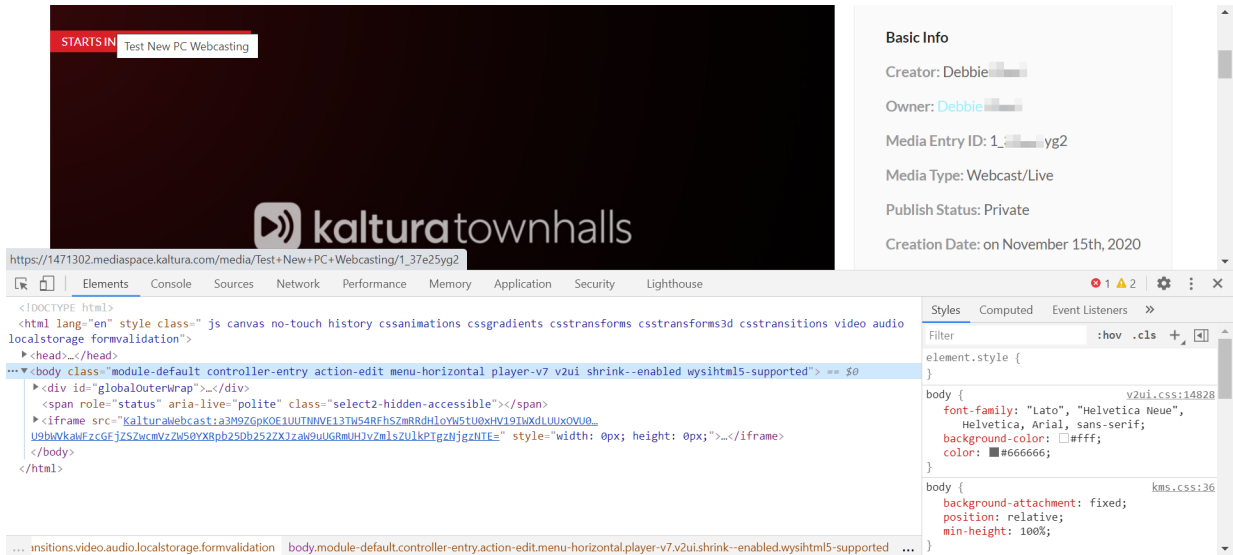 STARTS IN
Test New PC Webcasting
kaltura townhalls
https://1471302.mediaspace.kaltura.com/media/Test+New+PC+Webcasting/1_37e25yg2
Basic Info
Creator: Debbie
Owner: Debbie
Media Entry ID: 1_ yg2
Media Type: Webcast/Live
Publish Status: Private
Creation Date: on November 15th, 2020
Elements Console Sources Network Performance Memory Application Security Lighthouse 1 2
<!DOCTYPE html>
<html lang="en" style class=" js canvas no-touch history cssanimations cssgradients csstransforms csstransforms3d csstransitions video audio
localstorage formvalidation">
<head>…</head>
<body class="module-default controller-entry action-edit menu-horizontal player-v7 v2ui shrink--enabled wysihtml5-supported"> == $0
<div id="globalOuterWrap">…</div>
<span role="status" aria-live="polite" class="select2-hidden-accessible"></span>
<iframe src="KalturaWebcast:a3M9ZGpKOE1UUTNNVE13TW54RFhSZmRRdHloYW5tU0xHV19IWXdLUUxOVU0…
U9bWVkaWFzcGFjZSZwcmVzZW50YXRpb25Db252ZXJzaW9uUGRmUHJvZmlsZUlkPTgzNjgzNTE=" style="width: 0px; height: 0px;">…</iframe>
</body>
</html>
... ansitions.video.audio.localstorage.formvalidation body.module-default.controller-entry.action-edit.menu-horizontal.player-v7.v2ui.shrink--enabled.wysihtml5-supported ...
Styles Computed Event Listeners »
Filter :hov .cls +
element.style {
}
body { v2ui.css:14828
font-family: "Lato", "Helvetica Neue",
Helvetica, Arial, sans-serif;
background-color: #fff;
color: #666666;
}
body { kms.css:36
background-attachment: fixed;
position: relative;
min-height: 100%;
}